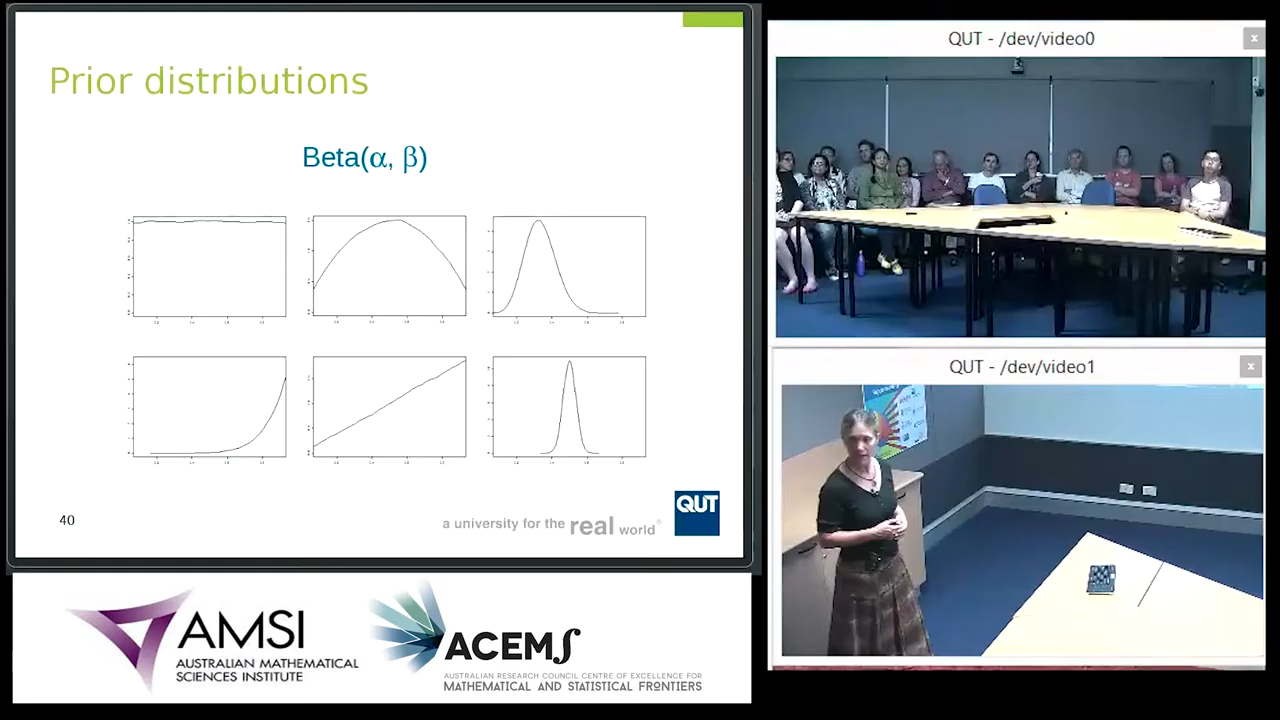 Prior distributions
Beta(α, β)
40
a university for the real world®
QUT
AMSI
AUSTRALIAN MATHEMATICAL
SCIENCES INSTITUTE
ACEMS
AUSTRALIAN RESEARCH COUNCIL CENTRE OF EXCELLENCE FOR
MATHEMATICAL AND STATISTICAL FRONTIERS
QUT - /dev/video0
x
QUT - /dev/video1
x